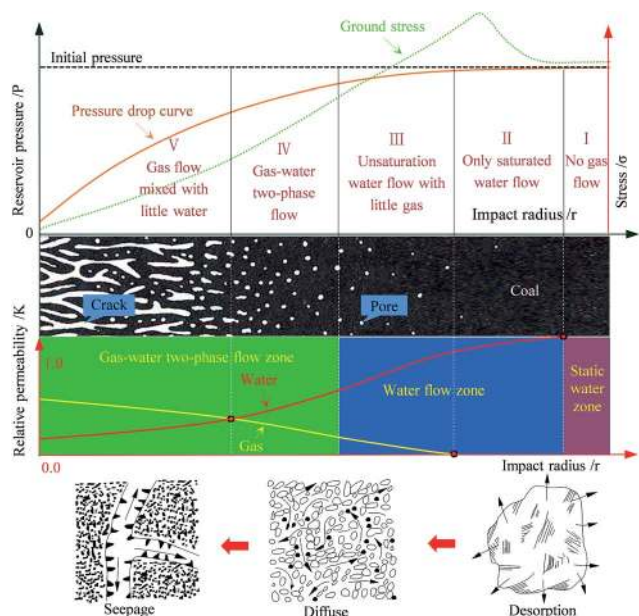 Ground stress
Initial pressure
Pressure drop curve
Reservoir pressure /P
Stress /σ
V
Gas flow
mixed with
little water
IV
Gas-water
two-phase
flow
III
Unsaturation
water flow with
little gas
II
Only saturated
water flow
I
No gas
flow
Impact radius /r
0
Crack
Pore
Coal
Relative permeability /K
1.0
Gas-water two-phase flow zone
Water
Gas
Water flow zone
Static
water
zone
0.0
Impact radius /r
Seepage
Diffuse
Desorption